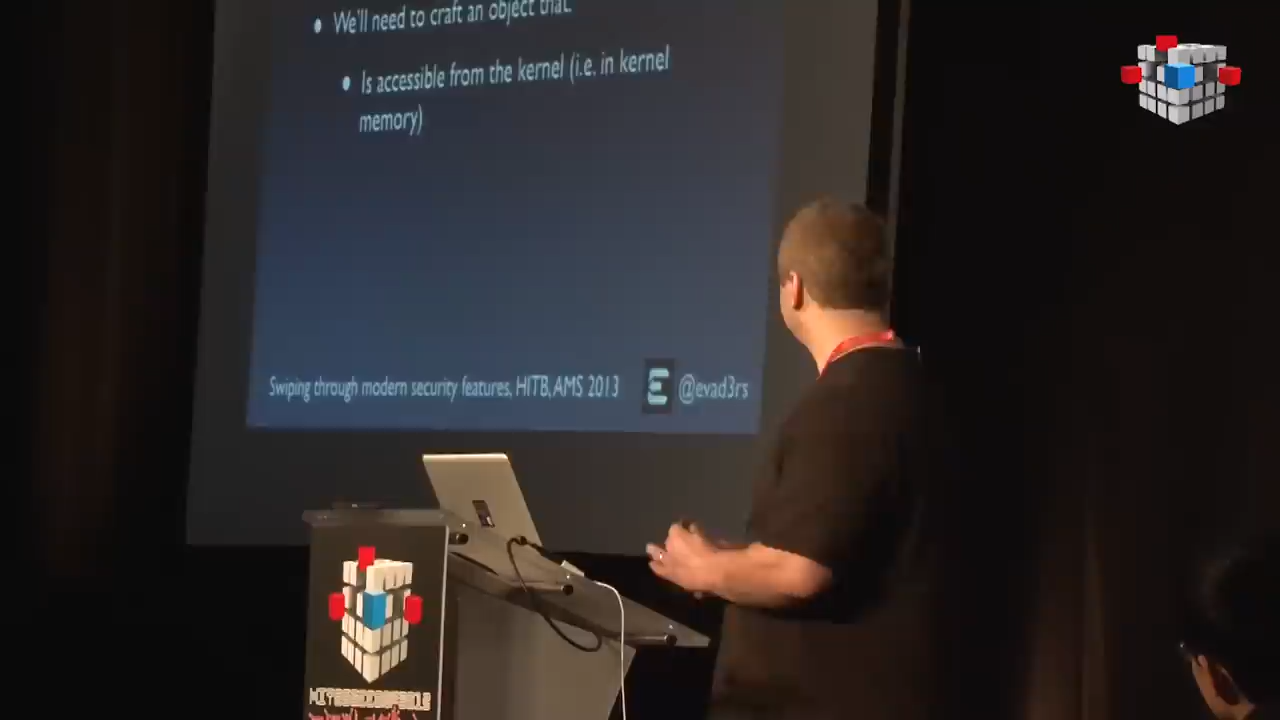 • We'll need to craft an object that:
• Is accessible from the kernel (i.e. in kernel
memory)
Swiping through modern security features, HITB, AMS 2013
E @evad3rs